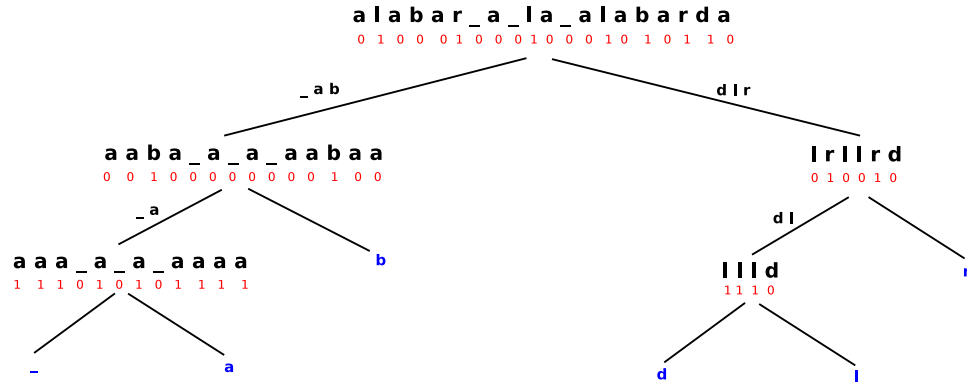 a l a b a r _ a _ l a _ a l a b a r d a
0 1 0 0 0 1 0 0 0 1 0 0 0 1 0 1 0 1 1 0
_ a b
d l r
a a b a _ a _ a _ a a b a a
0 0 1 0 0 0 0 0 0 0 0 1 0 0
l r l l r d
0 1 0 0 1 0
_ a
d l
a a a _ a _ a _ a a a a
1 1 1 0 1 0 1 0 1 1 1 1
b
l l l d
1 1 1 0
r
_
a
d
l